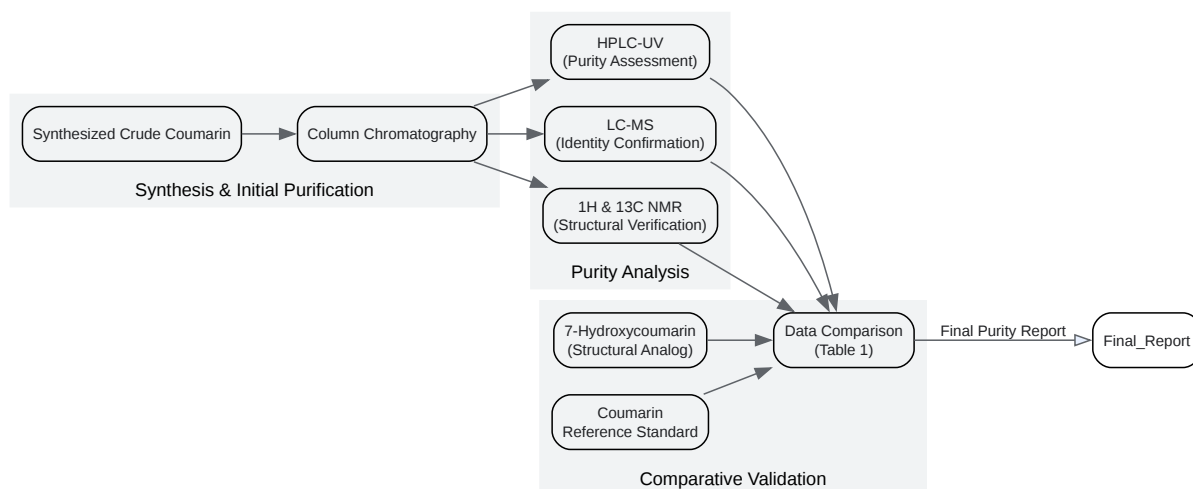 Synthesized Crude Coumarin
Column Chromatography
Synthesis & Initial Purification
HPLC-UV
(Purity Assessment)
LC-MS
(Identity Confirmation)
1H & 13C NMR
(Structural Verification)
Purity Analysis
7-Hydroxycoumarin
(Structural Analog)
Coumarin
Reference Standard
Data Comparison
(Table 1)
Comparative Validation
Final Purity Report
Final_Report